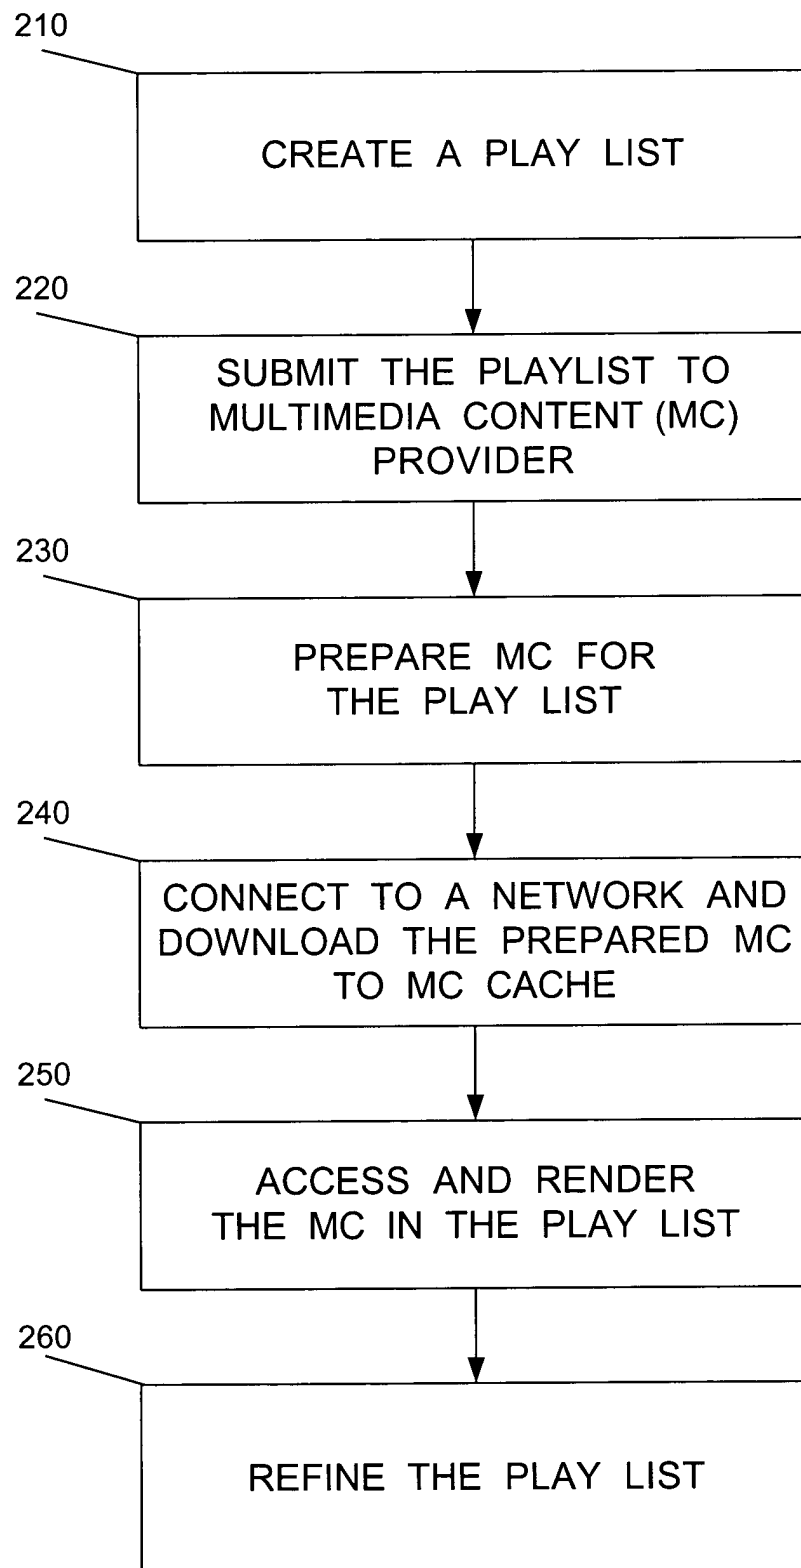 210
CREATE A PLAY LIST
220
SUBMIT THE PLAYLIST TO
MULTIMEDIA CONTENT (MC)
PROVIDER
230
PREPARE MC FOR
THE PLAY LIST
240
CONNECT TO A NETWORK AND
DOWNLOAD THE PREPARED MC
TO MC CACHE
250
ACCESS AND RENDER
THE MC IN THE PLAY LIST
260
REFINE THE PLAY LIST